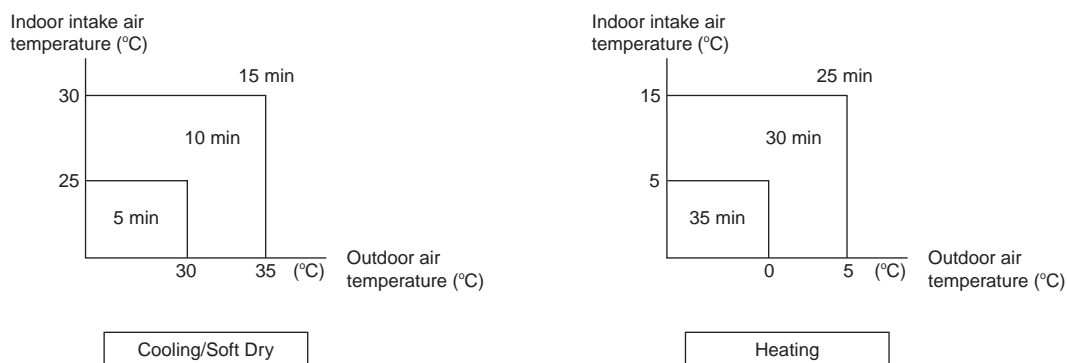 Indoor intake air
temperature (°C)
15 min
30
10 min
25
5 min
30
35
(°C)
Outdoor air
temperature (°C)
Cooling/Soft Dry
Indoor intake air
temperature (°C)
25 min
15
30 min
5
35 min
0
5
(°C)
Outdoor air
temperature (°C)
Heating